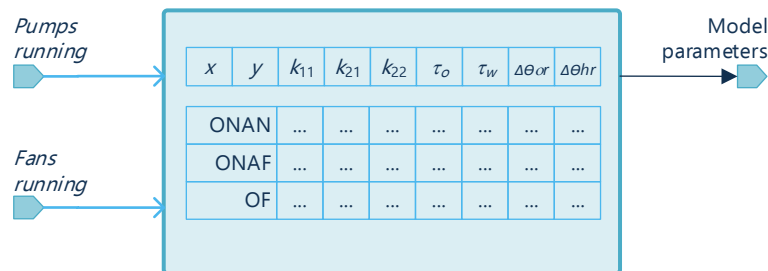 Pumps
running
Model
parameters
x y k₁₁ k₂₁ k₂₂ τₒ τw Δθor Δθhr
ONAN ... ... ... ... ... ... ...
ONAF ... ... ... ... ... ... ...
OF ... ... ... ... ... ... ...
Fans
running